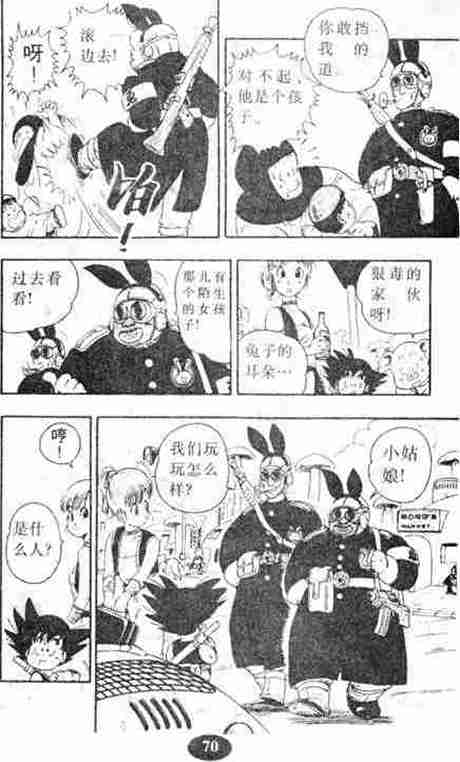 你敢挡
我的
道。
对不起，
他是个孩
子。
滚
边去！
呀！
狠毒的
家伙
呀！
兔子的
耳朵…
那儿有
个陌生
的女孩
子！
过去看
看！
小姑
娘！
我们玩
玩怎么
样？
哼！
是什
么人？
70